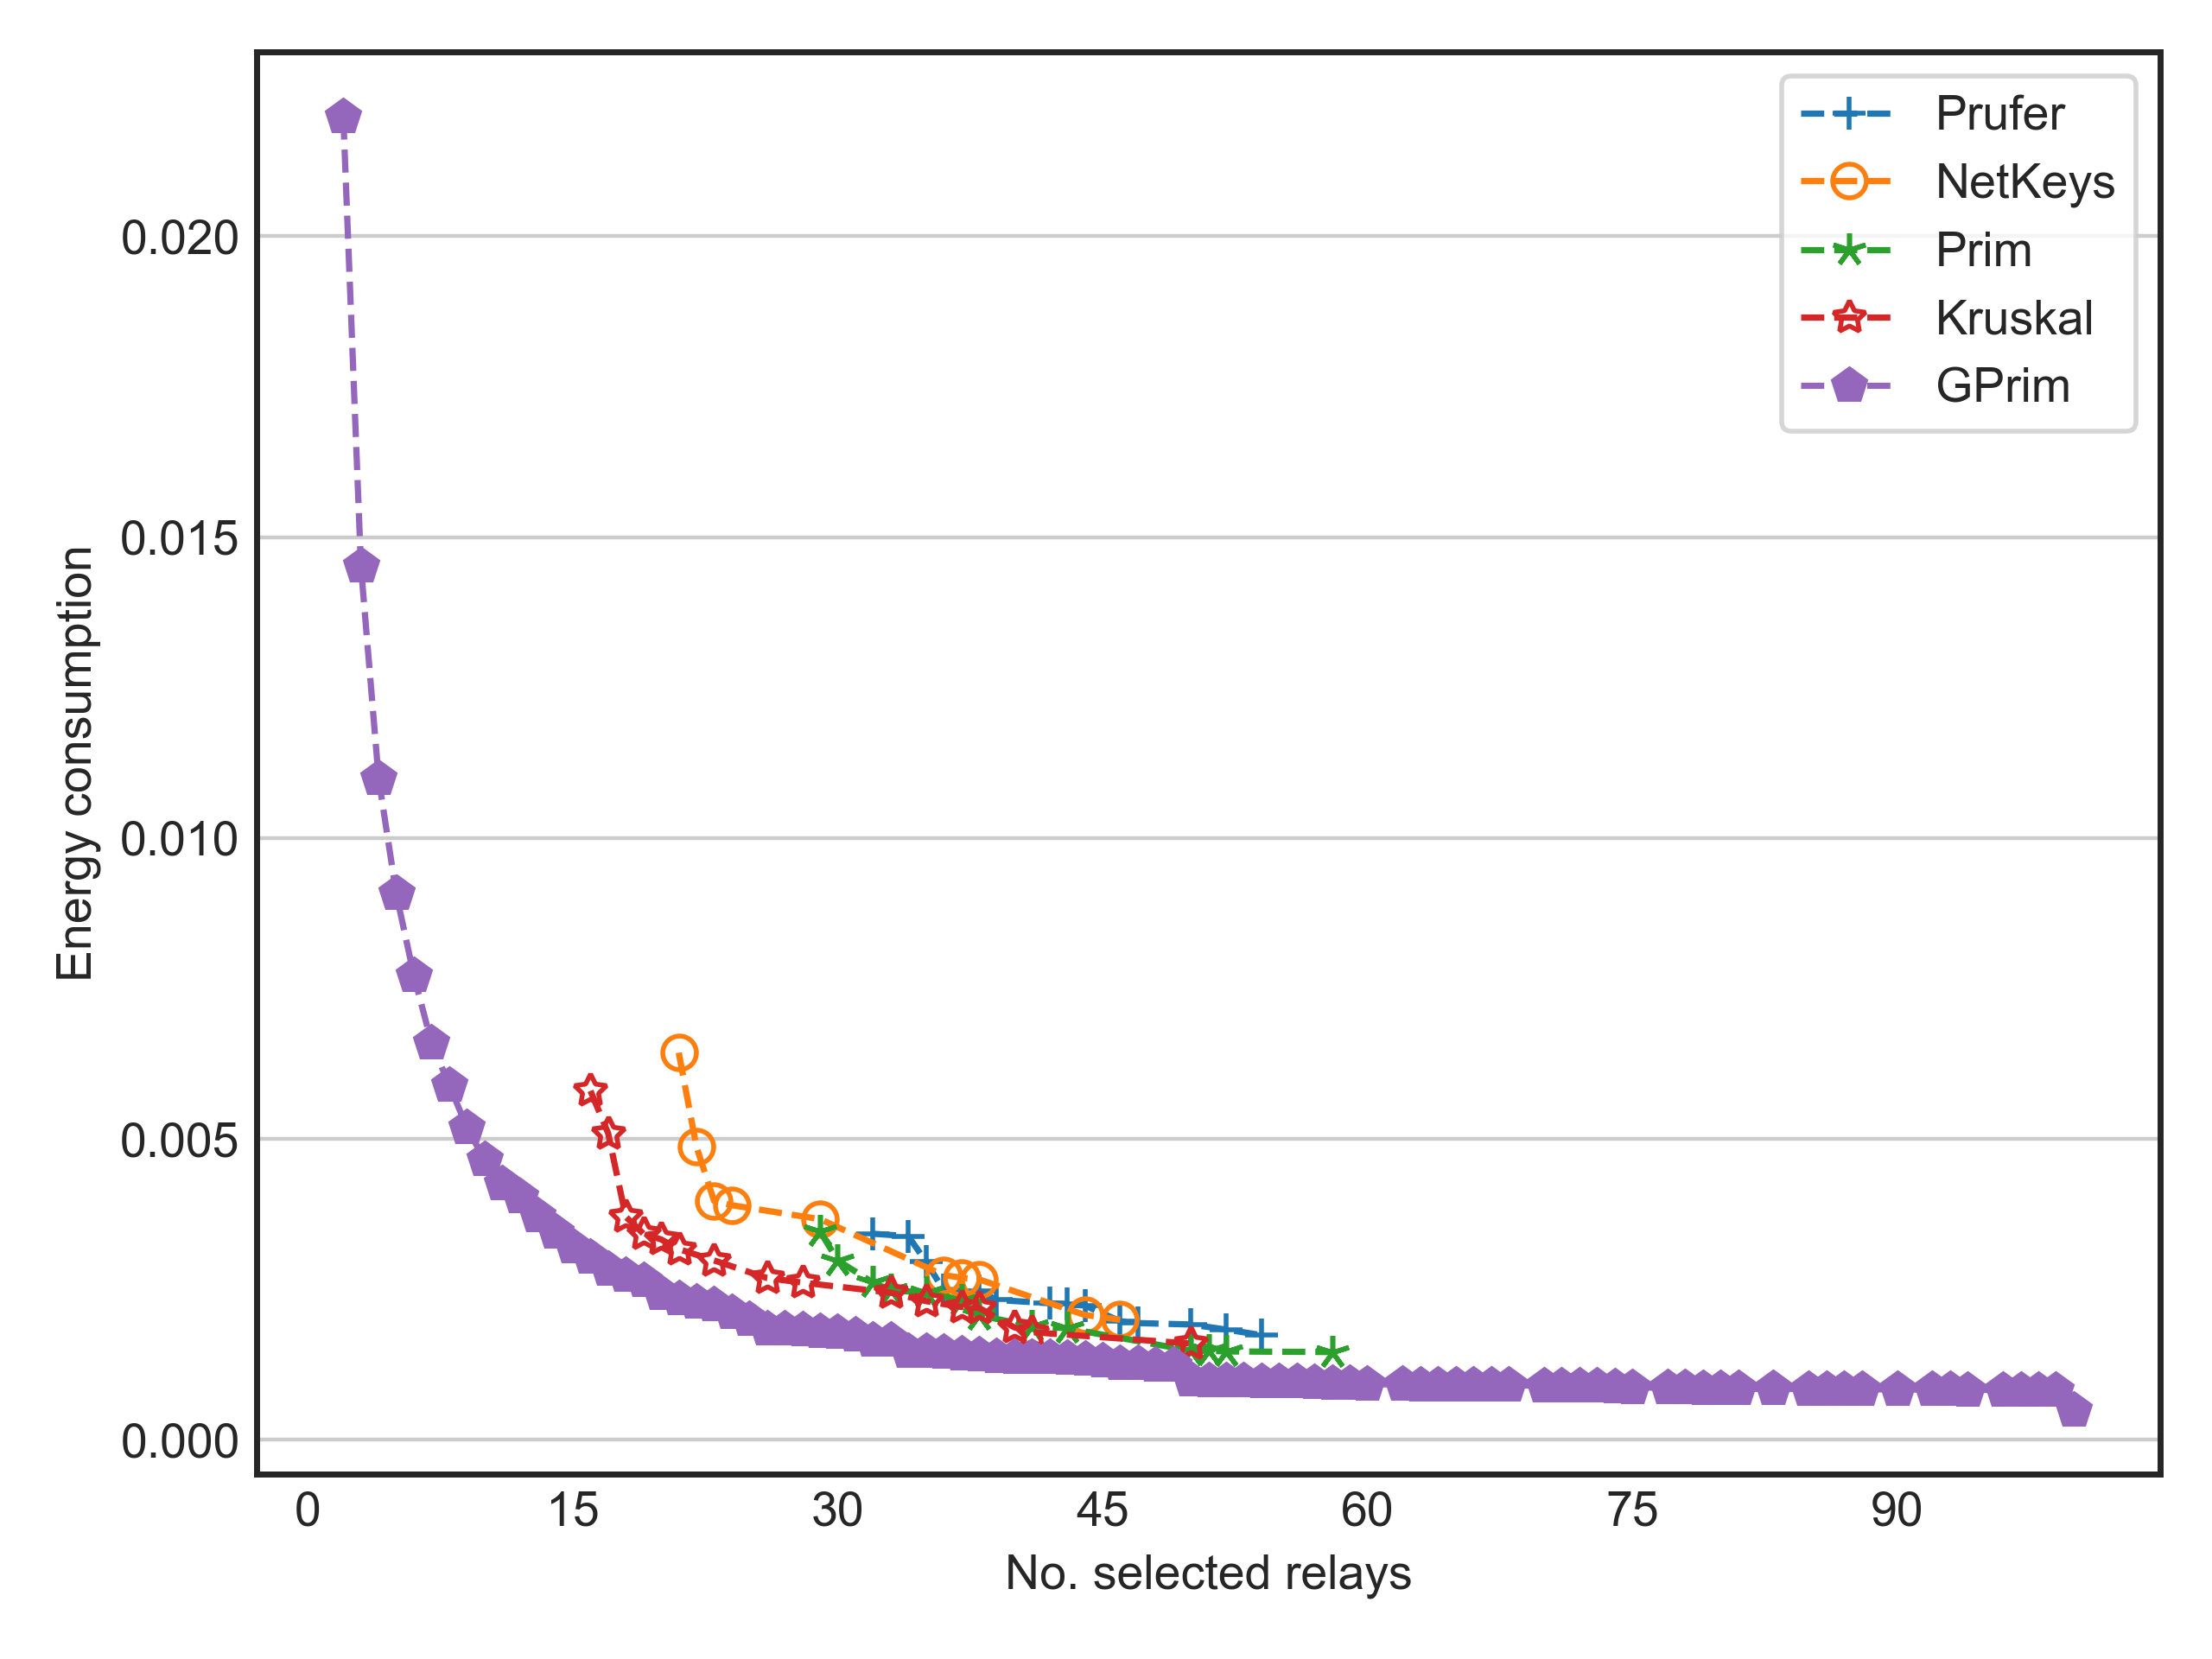 Prufer
NetKeys
Prim
Kruskal
GPrim
Energy consumption
0.020
0.015
0.010
0.005
0.000
0 15 30 45 60 75 90
No. selected relays